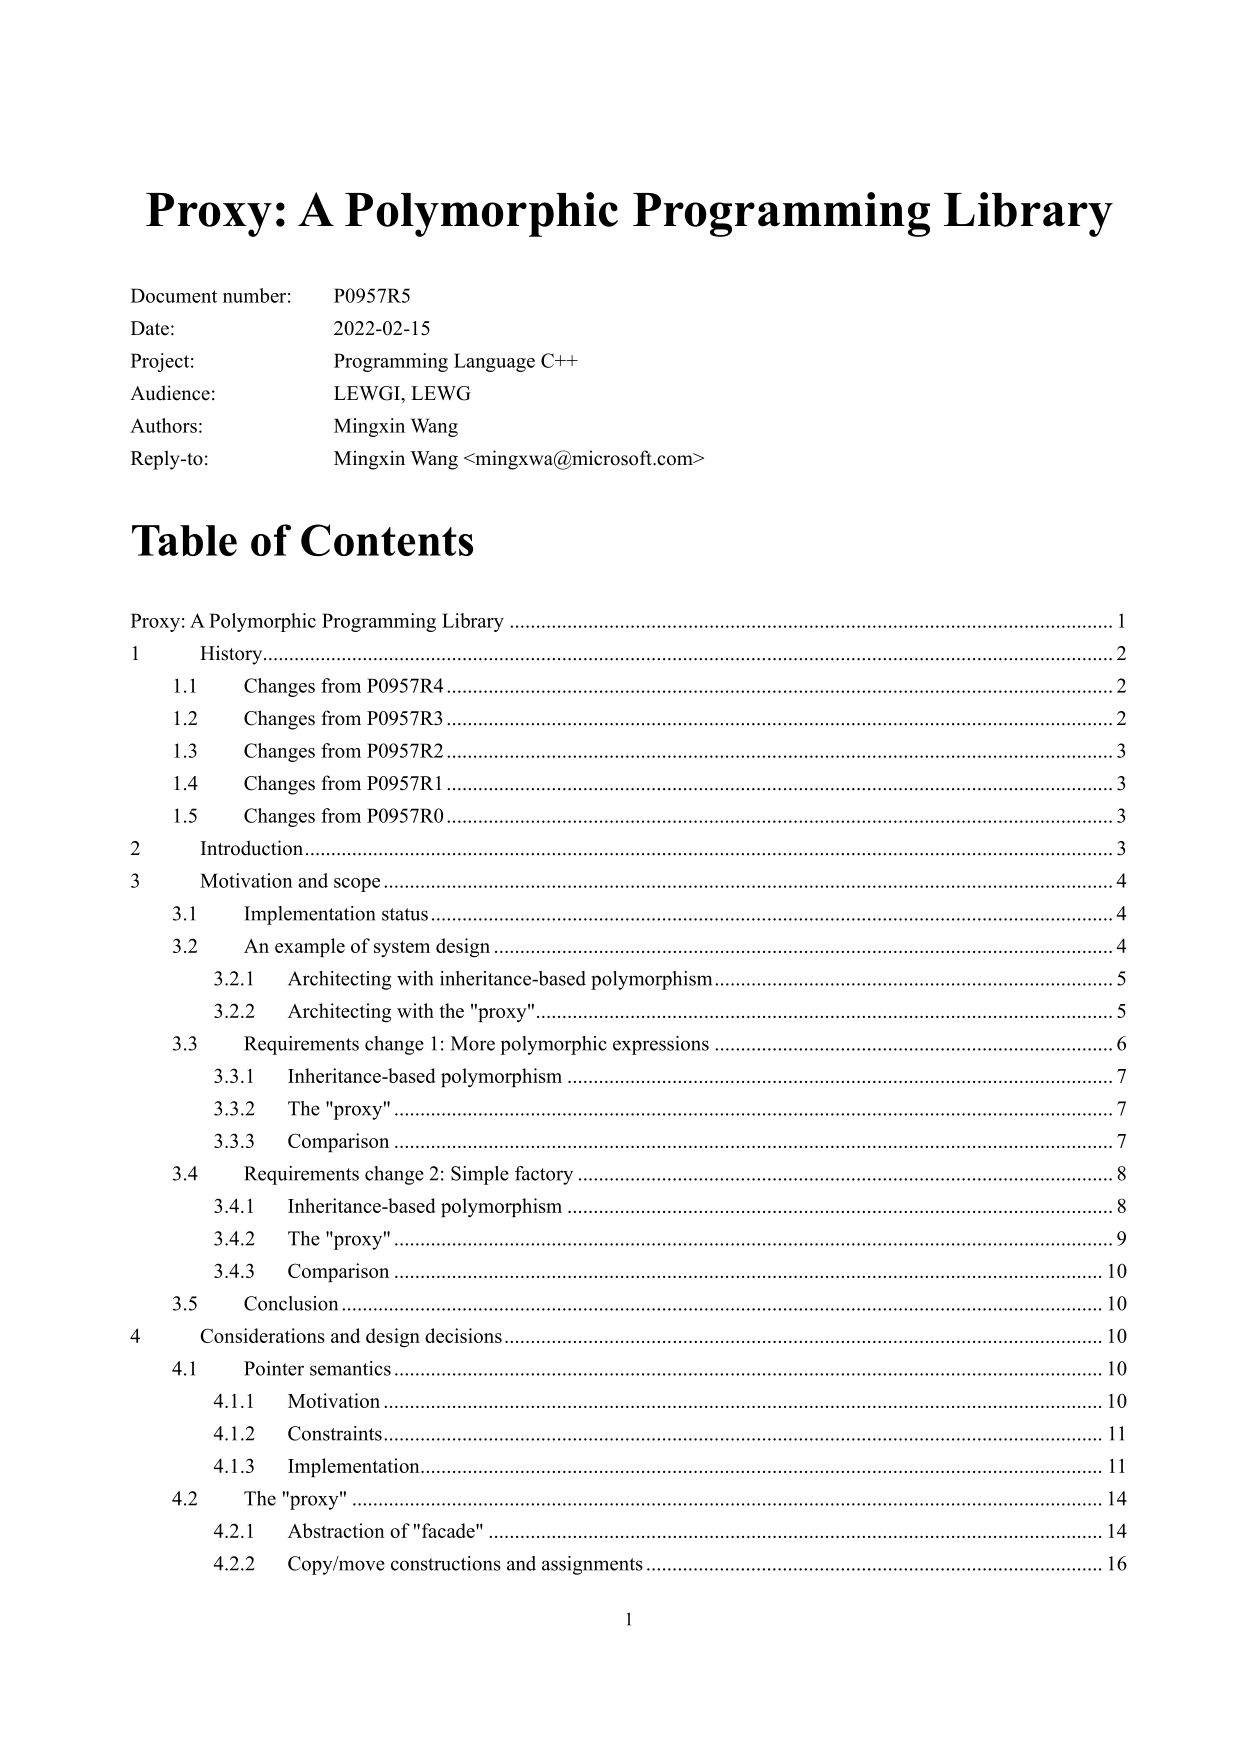 Proxy: A Polymorphic Programming Library
Document number: P0957R5
Date: 2022-02-15
Project: Programming Language C++
Audience: LEWGI, LEWG
Authors: Mingxin Wang
Reply-to: Mingxin Wang <mingxwa@microsoft.com>
Table of Contents
Proxy: A Polymorphic Programming Library 1
1 History 2
1.1 Changes from P0957R4 2
1.2 Changes from P0957R3 2
1.3 Changes from P0957R2 3
1.4 Changes from P0957R1 3
1.5 Changes from P0957R0 3
2 Introduction 3
3 Motivation and scope 4
3.1 Implementation status 4
3.2 An example of system design 4
3.2.1 Architecting with inheritance-based polymorphism 5
3.2.2 Architecting with the "proxy" 5
3.3 Requirements change 1: More polymorphic expressions 6
3.3.1 Inheritance-based polymorphism 7
3.3.2 The "proxy" 7
3.3.3 Comparison 7
3.4 Requirements change 2: Simple factory 8
3.4.1 Inheritance-based polymorphism 8
3.4.2 The "proxy" 9
3.4.3 Comparison 10
3.5 Conclusion 10
4 Considerations and design decisions 10
4.1 Pointer semantics 10
4.1.1 Motivation 10
4.1.2 Constraints 11
4.1.3 Implementation 11
4.2 The "proxy" 14
4.2.1 Abstraction of "facade" 14
4.2.2 Copy/move constructions and assignments 16
1